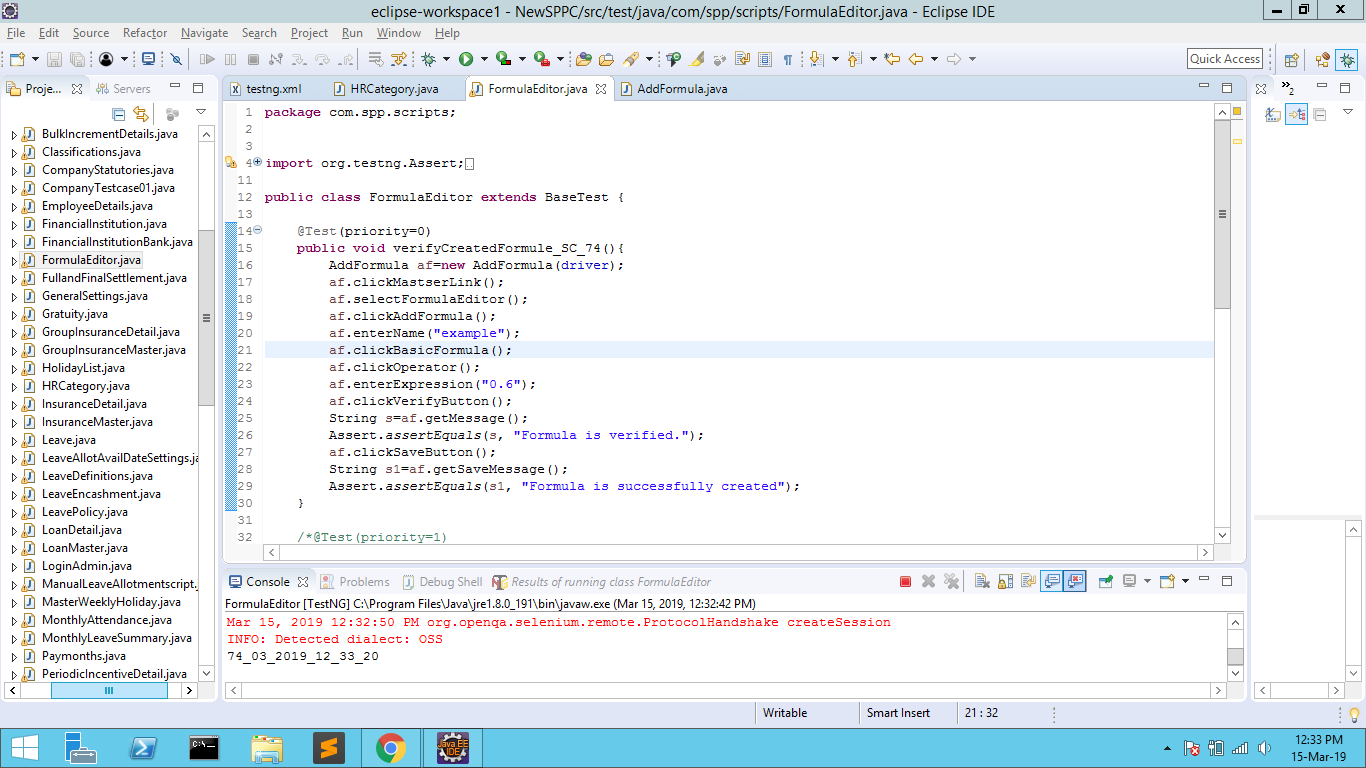 eclipse-workspace1 - NewSPPC/src/test/java/com/spp/scripts/FormulaEditor.java - Eclipse IDE
File Edit Source Refactor Navigate Search Project Run Window Help
Quick Access
Proje... Servers
BulkIncrementDetails.java
Classifications.java
CompanyStatutories.java
CompanyTestcase01.java
EmployeeDetails.java
FinancialInstitution.java
FinancialInstitutionBank.java
FormulaEditor.java
FullandFinalSettlement.java
GeneralSettings.java
Gratuity.java
GroupInsuranceDetail.java
GroupInsuranceMaster.java
HolidayList.java
HRCategory.java
InsuranceDetail.java
InsuranceMaster.java
Leave.java
LeaveAllotAvailDateSettings.ja
LeaveDefinitions.java
LeaveEncashment.java
LeavePolicy.java
LoanDetail.java
LoanMaster.java
LoginAdmin.java
ManualLeaveAllotmentscript.
MasterWeeklyHoliday.java
MonthlyAttendance.java
MonthlyLeaveSummary.java
Paymonths.java
PeriodicIncentiveDetail.java
testng.xml HRCategory.java FormulaEditor.java AddFormula.java
1 package com.spp.scripts;
2
3
4 import org.testng.Assert;
11
12 public class FormulaEditor extends BaseTest {
13
14 @Test(priority=0)
15 public void verifyCreatedFormule_SC_74(){
16 AddFormula af=new AddFormula(driver);
17 af.clickMastserLink();
18 af.selectFormulaEditor();
19 af.clickAddFormula();
20 af.enterName("example");
21 af.clickBasicFormula();
22 af.clickOperator();
23 af.enterExpression("0.6");
24 af.clickVerifyButton();
25 String s=af.getMessage();
26 Assert.assertEquals(s, "Formula is verified.");
27 af.clickSaveButton();
28 String s1=af.getSaveMessage();
29 Assert.assertEquals(s1, "Formula is successfully created");
30 }
31
32 /*@Test(priority=1)
2
Console Problems Debug Shell Results of running class FormulaEditor
FormulaEditor [TestNG] C:\Program Files\Java\jre1.8.0_191\bin\javaw.exe (Mar 15, 2019, 12:32:42 PM)
Mar 15, 2019 12:32:50 PM org.openqa.selenium.remote.ProtocolHandshake createSession
INFO: Detected dialect: OSS
74_03_2019_12_33_20
Writable Smart Insert 21 : 32
Java EE
IDE
12:33 PM
15-Mar-19